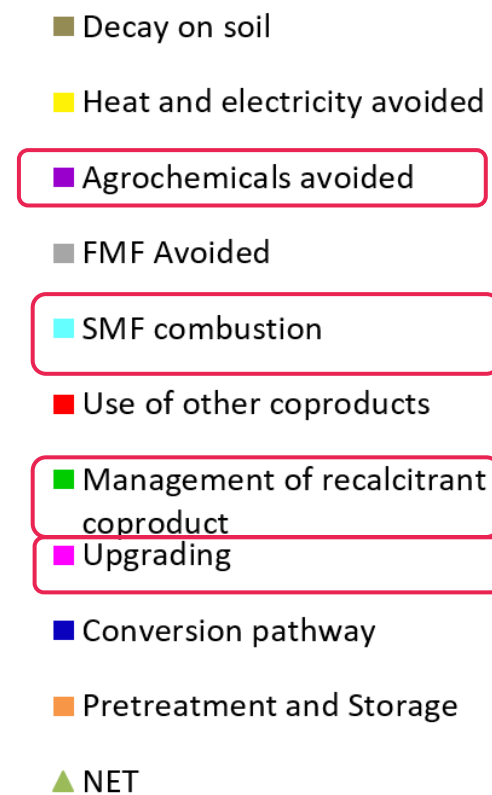 Decay on soil
Heat and electricity avoided
Agrochemicals avoided
FMF Avoided
SMF combustion
Use of other coproducts
Management of recalcitrant
coproduct
Upgrading
Conversion pathway
Pretreatment and Storage
NET